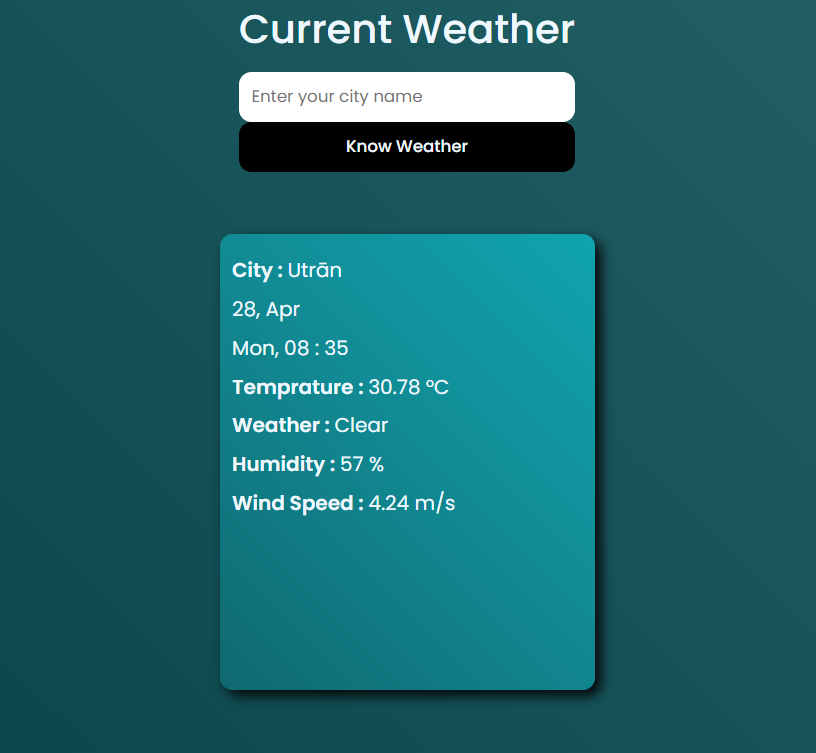 Current Weather
Enter your city name
Know Weather
City : Utrān
28, Apr
Mon, 08 : 35
Temprature : 30.78 °C
Weather : Clear
Humidity : 57 %
Wind Speed : 4.24 m/s